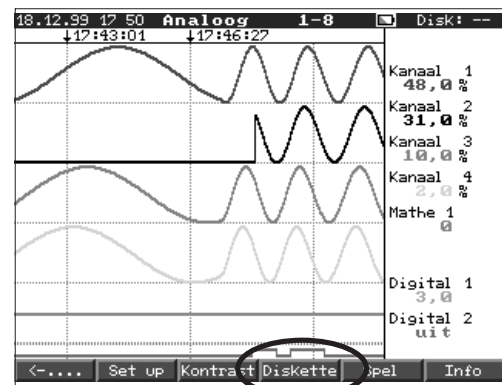 18.12.99 17 50 Analoog 1-8 Disk: --
17:43:01 17:46:27
Kanaal 1
48,0 %
Kanaal 2
31,0 %
Kanaal 3
10,0 %
Kanaal 4
2,0 %
Mathe 1
0
Digital 1
3,0
Digital 2
uit
<-.... Set up Kontrast Diskette Spel Info